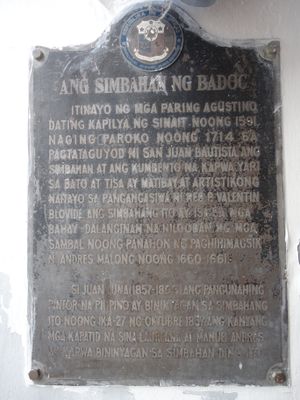 ANG SIMBAHAN NG BADOC
ITINAYO NG MGA PARING AGUSTINO
DATING KAPILYA NG SINAIT NOONG 1591.
NAGING PAROKO NOONG 1714 SA
PAGTATAGUYOD NI SAN JUAN BAUTISTA ANG
SIMBAHAN AT ANG KUMBENTO NA KAPWA YARI
SA BATO AT TISA AY MATIBAY AT ARTISTIKONG
NANAYO SA PANGANGASIWA NI REB. P. VALENTIN
BLOVIDE ANG SIMBAHANG ITO AY ISA SA MGA
BAHAY DALANGINAN NA NILOOBAN NG MGA
SAMBAL NOONG PANAHON NG PAGHIHIMAGSIK
NI ANDRES MALONG NOONG 1660-1661.
SI JUAN LUNA ANG PANGUNAHING
PINTOR NA PILIPINO AY BININYAGAN SA SIMBAHANG
ITO NOONG IKA-27 NG OKTUBRE 1857 ANG KANYANG
MGA KAPATID NA SINA AT ANDRES
AY KAPWA BININYAGAN SA SIMBAHAN DING ITO